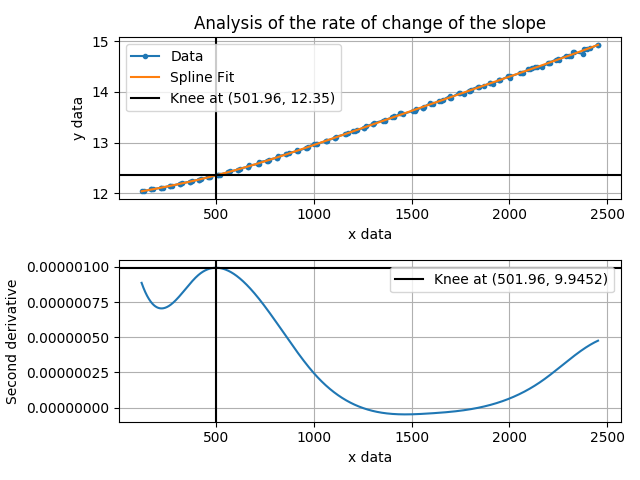 Analysis of the rate of change of the slope
15
14
13
12
y data
Data
Spline Fit
Knee at (501.96, 12.35)
500 1000 1500 2000 2500
x data
0.00000100
0.00000075
0.00000050
0.00000025
0.00000000
Second derivative
Knee at (501.96, 9.9452)
500 1000 1500 2000 2500
x data